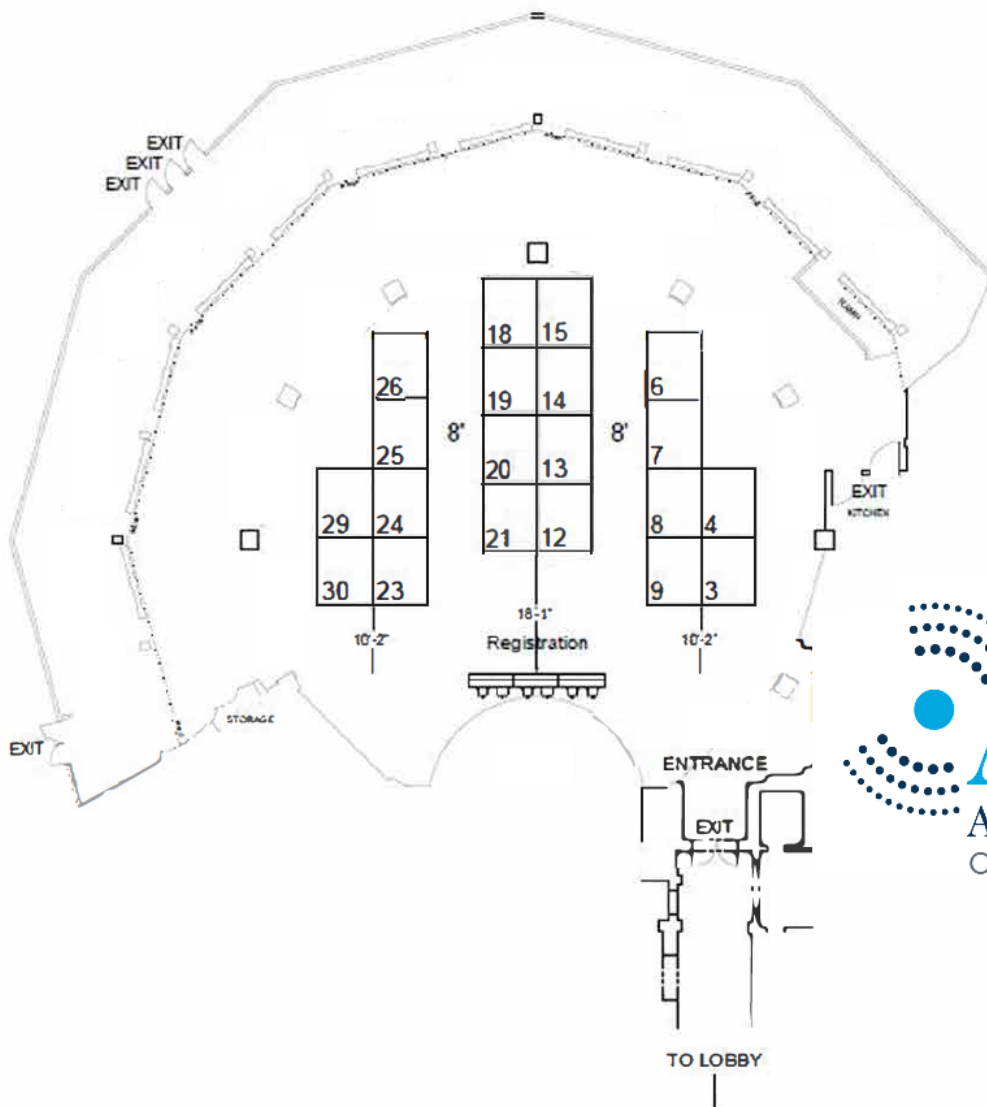 EXIT
EXIT
EXIT
18 15
26 6
19 14
8' 8'
25 7
20 13
EXIT
KITCHEN
29 24 8 4
21 12
30 23 9 3
18'-1"
10'-2" Registration 10'-2"
STORAGE
EXIT
ENTRANCE
EXIT
TO LOBBY